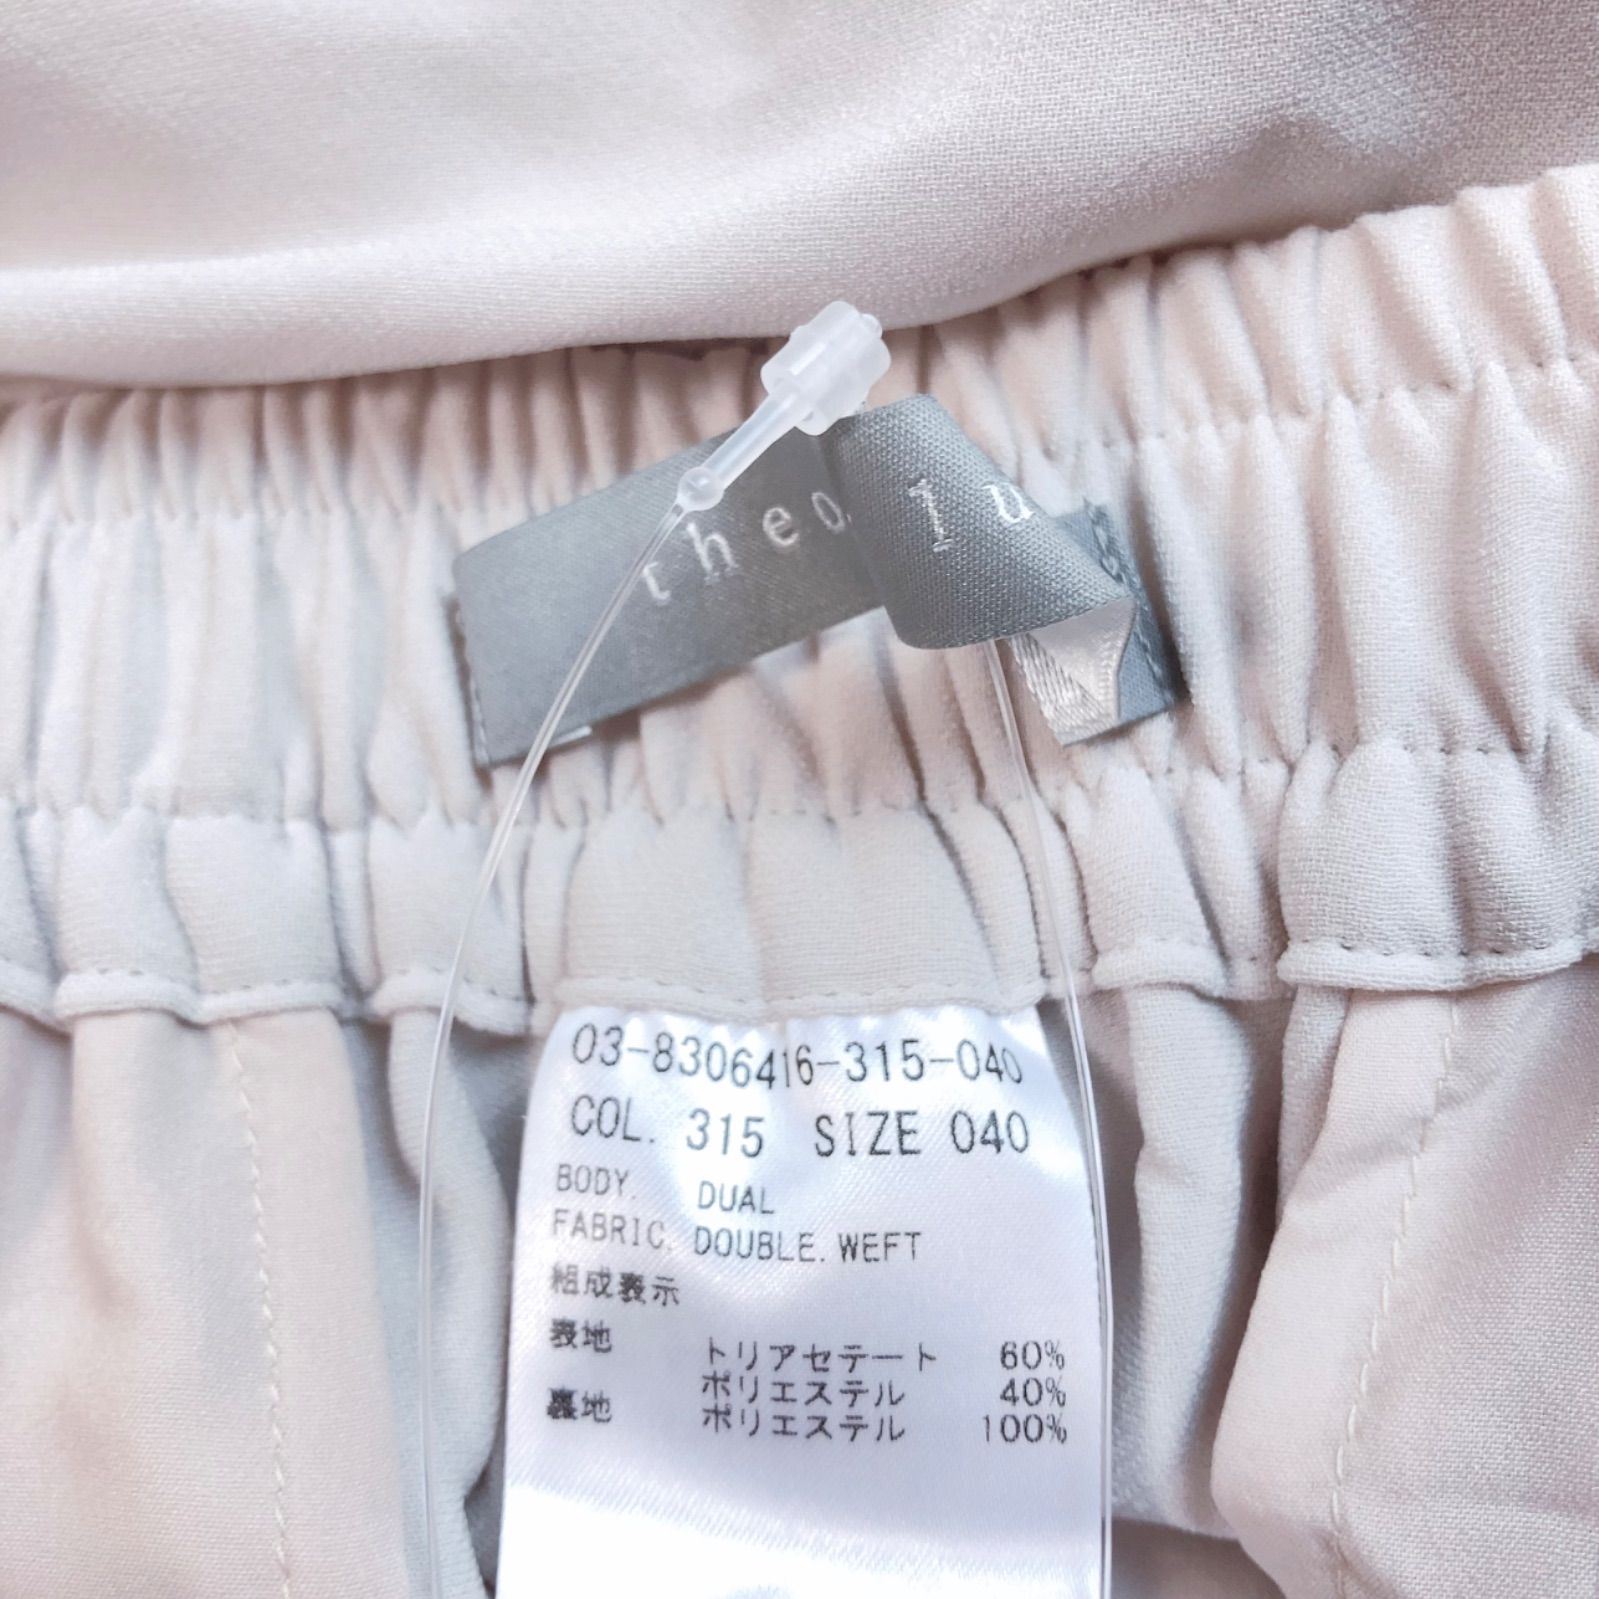 theo lu
03-8306416-315-040
COL. 315 SIZE 040
BODY. DUAL
FABRIC. DOUBLE.WEFT
組成表示
表地 トリアセテート 60%
ポリエステル 40%
裏地 ポリエステル 100%